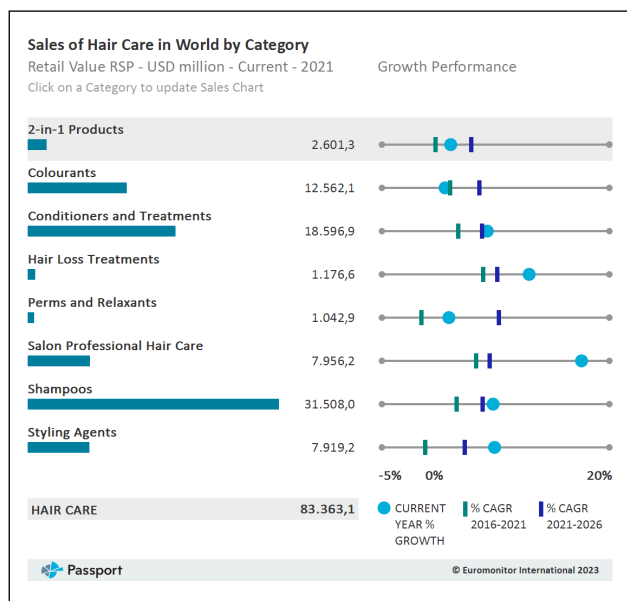 Sales of Hair Care in World by Category
Retail Value RSP - USD million - Current - 2021
Growth Performance
Click on a Category to update Sales Chart
2-in-1 Products
2.601,3
Colourants
12.562,1
Conditioners and Treatments
18.596,9
Hair Loss Treatments
1.176,6
Perms and Relaxants
1.042,9
Salon Professional Hair Care
7.956,2
Shampoos
31.508,0
Styling Agents
7.919,2
-5% 0% 20%
HAIR CARE 83.363,1
CURRENT
YEAR %
GROWTH
% CAGR
2016-2021
% CAGR
2021-2026
Passport
© Euromonitor International 2023